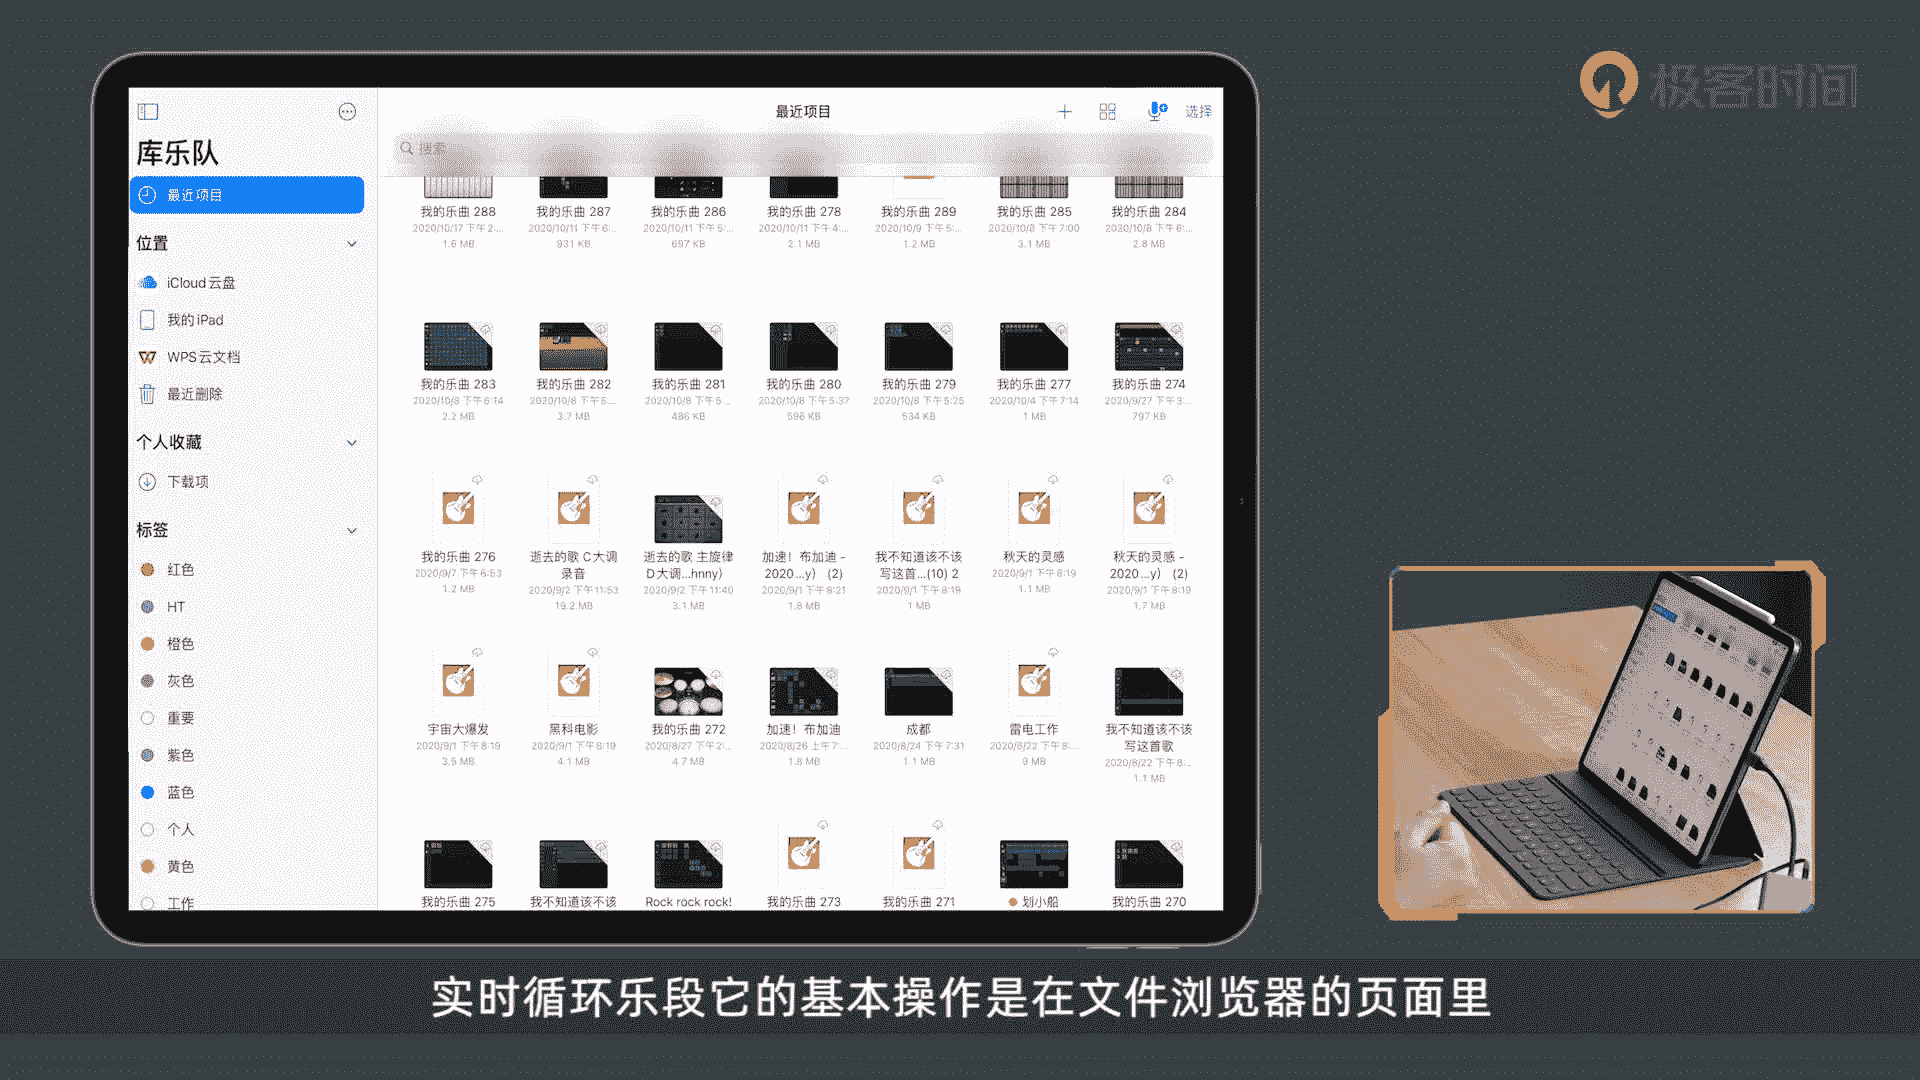 极客时间
库乐队
最近项目
选择
搜索
最近项目
位置
iCloud云盘
我的iPad
WPS云文档
最近删除
个人收藏
下载项
标签
红色
HT
橙色
灰色
重要
紫色
蓝色
个人
黄色
工作
我的乐曲 288 我的乐曲 287 我的乐曲 286 我的乐曲 278 我的乐曲 289 我的乐曲 285 我的乐曲 284
2020/10/17 下午2:... 2020/10/11 下午6:... 2020/10/11 下午5:... 2020/10/11 下午4:... 2020/10/9 下午5:... 2020/10/8 下午7:00 2020/10/8 下午6:...
1.6 MB 931 KB 697 KB 2.1 MB 1.2 MB 3.1 MB 2.8 MB
我的乐曲 283 我的乐曲 282 我的乐曲 281 我的乐曲 280 我的乐曲 279 我的乐曲 277 我的乐曲 274
2020/10/8 下午6:14 2020/10/8 下午5:... 2020/10/8 下午5:... 2020/10/8 下午5:37 2020/10/8 下午5:25 2020/10/4 下午7:14 2020/9/27 下午3:...
2.2 MB 3.7 MB 486 KB 596 KB 534 KB 1 MB 797 KB
我的乐曲 276 逝去的歌 C大调 逝去的歌 主旋律 加速！布加迪 - 我不知道该不该 秋天的灵感 秋天的灵感 -
录音 D大调...hnny） 2020...y） (2) 写这首...(10) 2 2020...y） (2)
2020/9/7 下午6:53 2020/9/2 下午11:53 2020/9/2 下午11:40 2020/9/1 下午8:21 2020/9/1 下午8:19 2020/9/1 下午8:19 2020/9/1 下午8:19
1.2 MB 19.2 MB 3.1 MB 1.8 MB 1 MB 1.1 MB 1.7 MB
宇宙大爆发 黑科电影 我的乐曲 272 加速！布加迪 成都 雷电工作 我不知道该不该
写这首歌
2020/9/1 下午8:19 2020/9/1 下午8:19 2020/8/27 下午2:... 2020/8/26 上午7:... 2020/8/24 下午7:31 2020/8/22 下午8:... 2020/8/22 下午8:...
3.5 MB 4.1 MB 4.7 MB 1.8 MB 1.1 MB 9 MB 1.1 MB
我的乐曲 275 我不知道该不该 Rock rock rock! 我的乐曲 273 我的乐曲 271 划小船 我的乐曲 270
实时循环乐段它的基本操作是在文件浏览器的页面里